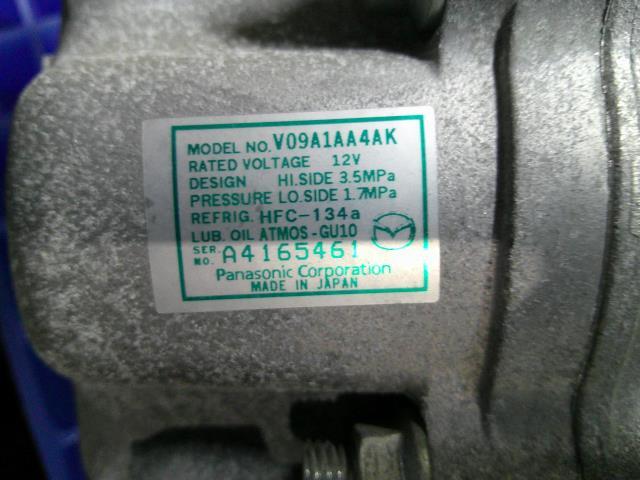 MODEL NO. V09A1AA4AK
RATED VOLTAGE 12V
DESIGN HI.SIDE 3.5MPa
PRESSURE LO.SIDE 1.7MPa
REFRIG. HFC-134a
LUB. OIL ATMOS-GU10
SER. NO. A4165461
Panasonic Corporation
MADE IN JAPAN